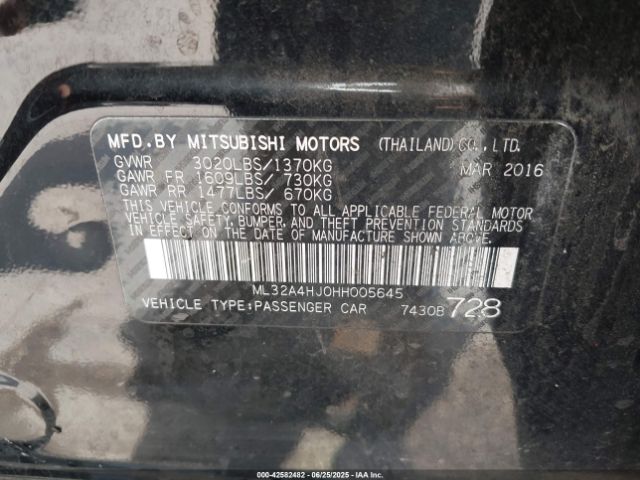 MFD.BY MITSUBISHI MOTORS (THAILAND)CO.,LTD.
GVWR 3020LBS/1370KG MAR 2016
GAWR FR 1609LBS/ 730KG
GAWR RR 1477LBS/ 670KG
THIS VEHICLE CONFORMS TO ALL APPLICABLE FEDERAL MOTOR
VEHICLE SAFETY, BUMPER, AND THEFT PREVENTION STANDARDS
IN EFFECT ON THE DATE OF MANUFACTURE SHOWN ABOVE.
ML32A4HJ0HH005645
VEHICLE TYPE:PASSENGER CAR 7430B 728
000-42582482 - 06/25/2025 - IAA Inc.